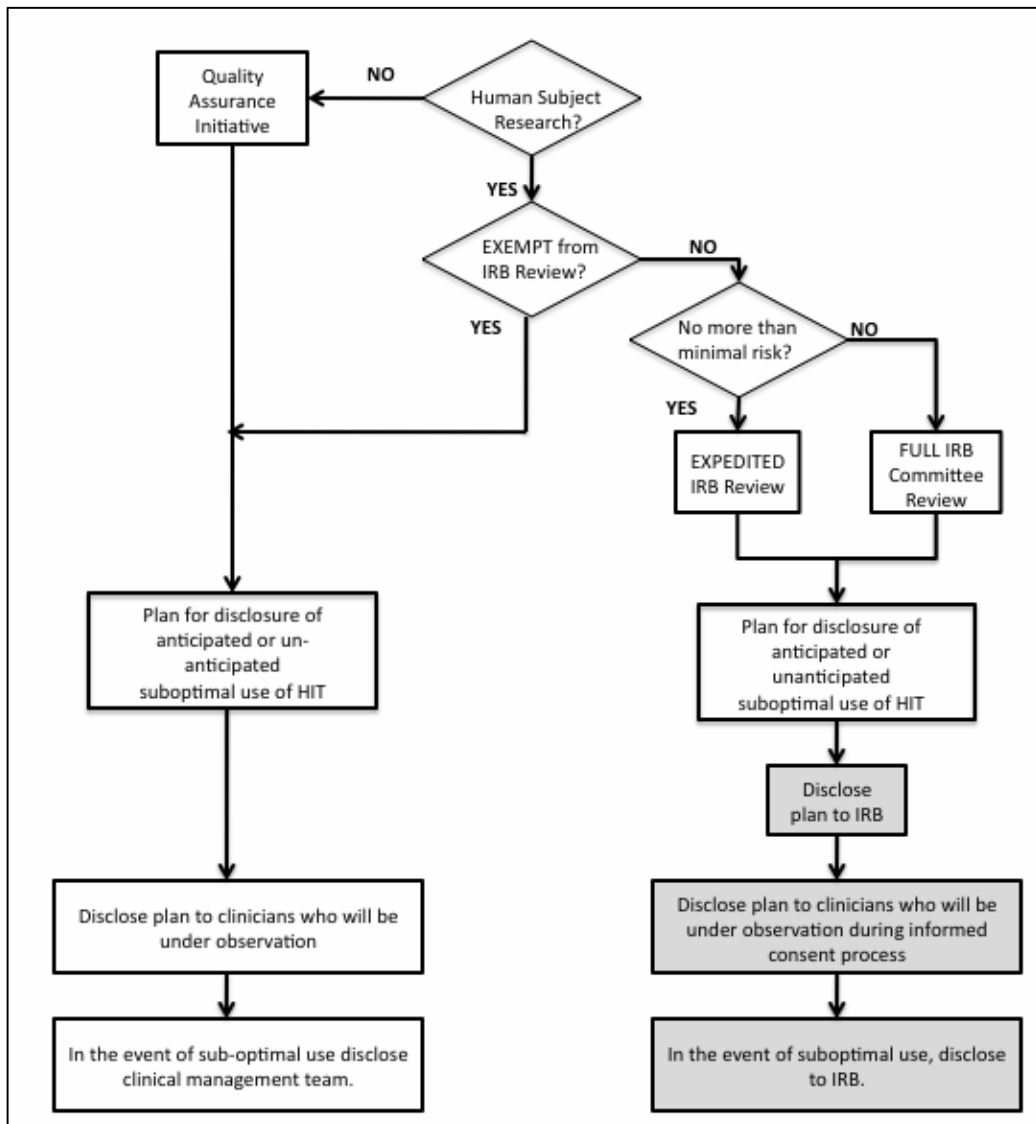 Quality
Assurance
Initiative
NO
Human Subject
Research?
YES
EXEMPT from
IRB Review?
NO
YES
No more than
minimal risk?
NO
YES
EXPEDITED
IRB Review
FULL IRB
Committee
Review
Plan for disclosure of
anticipated or un-
anticipated
suboptimal use of HIT
Plan for disclosure of
anticipated or
unanticipated
suboptimal use of HIT
Disclose
plan to IRB
Disclose plan to clinicians who will be
under observation
Disclose plan to clinicians who will be
under observation during informed
consent process
In the event of sub-optimal use disclose
clinical management team.
In the event of suboptimal use, disclose
to IRB.